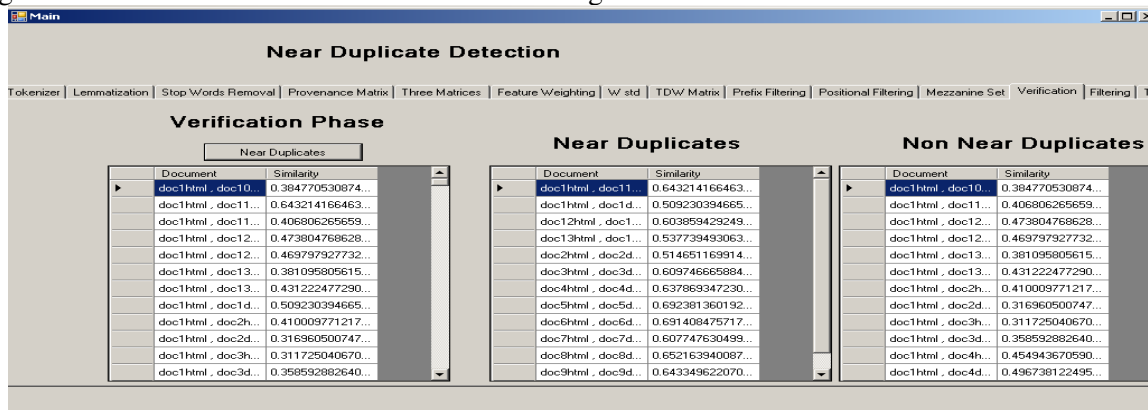 Main
Near Duplicate Detection
Tokenizer Lemmatization Stop Words Removal Provenance Matrix Three Matrices Feature Weighting W std TDW Matrix Prefix Filtering Positional Filtering Mezzanine Set Verification Filtering
Verification Phase
Near Duplicates
Near Duplicates
Non Near Duplicates
Document Similarity
doc1html , doc10... 0.384770530874...
doc1html , doc11... 0.643214166463...
doc1html , doc11... 0.406806265659...
doc1html , doc12... 0.473804768628...
doc1html , doc12... 0.469797927732...
doc1html , doc13... 0.381095805615...
doc1html , doc13... 0.431222477290...
doc1html , doc1d... 0.509230394665...
doc1html , doc2h... 0.410009771217...
doc1html , doc2d... 0.316960500747...
doc1html , doc3h... 0.311725040670...
doc1html , doc3d... 0.358592882640...
Document Similarity
doc1html , doc11... 0.643214166463...
doc1html , doc1d... 0.509230394665...
doc12html , doc1... 0.603859429249...
doc13html , doc1... 0.537739493063...
doc2html , doc2d... 0.514651169914...
doc3html , doc3d... 0.609746665884...
doc4html , doc4d... 0.637869347230...
doc5html , doc5d... 0.692381360192...
doc6html , doc6d... 0.691408475717...
doc7html , doc7d... 0.607747630499...
doc8html , doc8d... 0.652163940087...
doc9html , doc9d... 0.643349622070...
Document Similarity
doc1html , doc10... 0.384770530874...
doc1html , doc11... 0.406806265659...
doc1html , doc12... 0.473804768628...
doc1html , doc12... 0.469797927732...
doc1html , doc13... 0.381095805615...
doc1html , doc13... 0.431222477290...
doc1html , doc2h... 0.410009771217...
doc1html , doc2d... 0.316960500747...
doc1html , doc3h... 0.311725040670...
doc1html , doc3d... 0.358592882640...
doc1html , doc4h... 0.454943670590...
doc1html , doc4d... 0.496738122495...